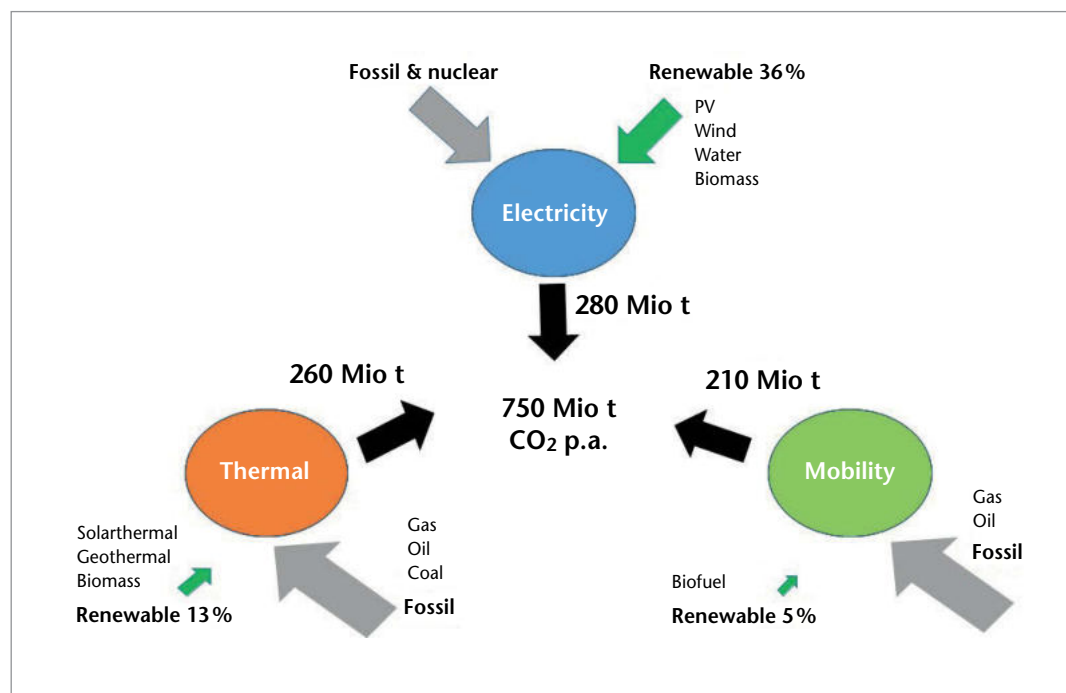 Fossil & nuclear
Renewable 36%
PV
Wind
Water
Biomass
Electricity
280 Mio t
260 Mio t
210 Mio t
750 Mio t
CO₂ p.a.
Thermal
Mobility
Solarthermal
Geothermal
Biomass
Renewable 13%
Gas
Oil
Coal
Fossil
Biofuel
Renewable 5%
Gas
Oil
Fossil